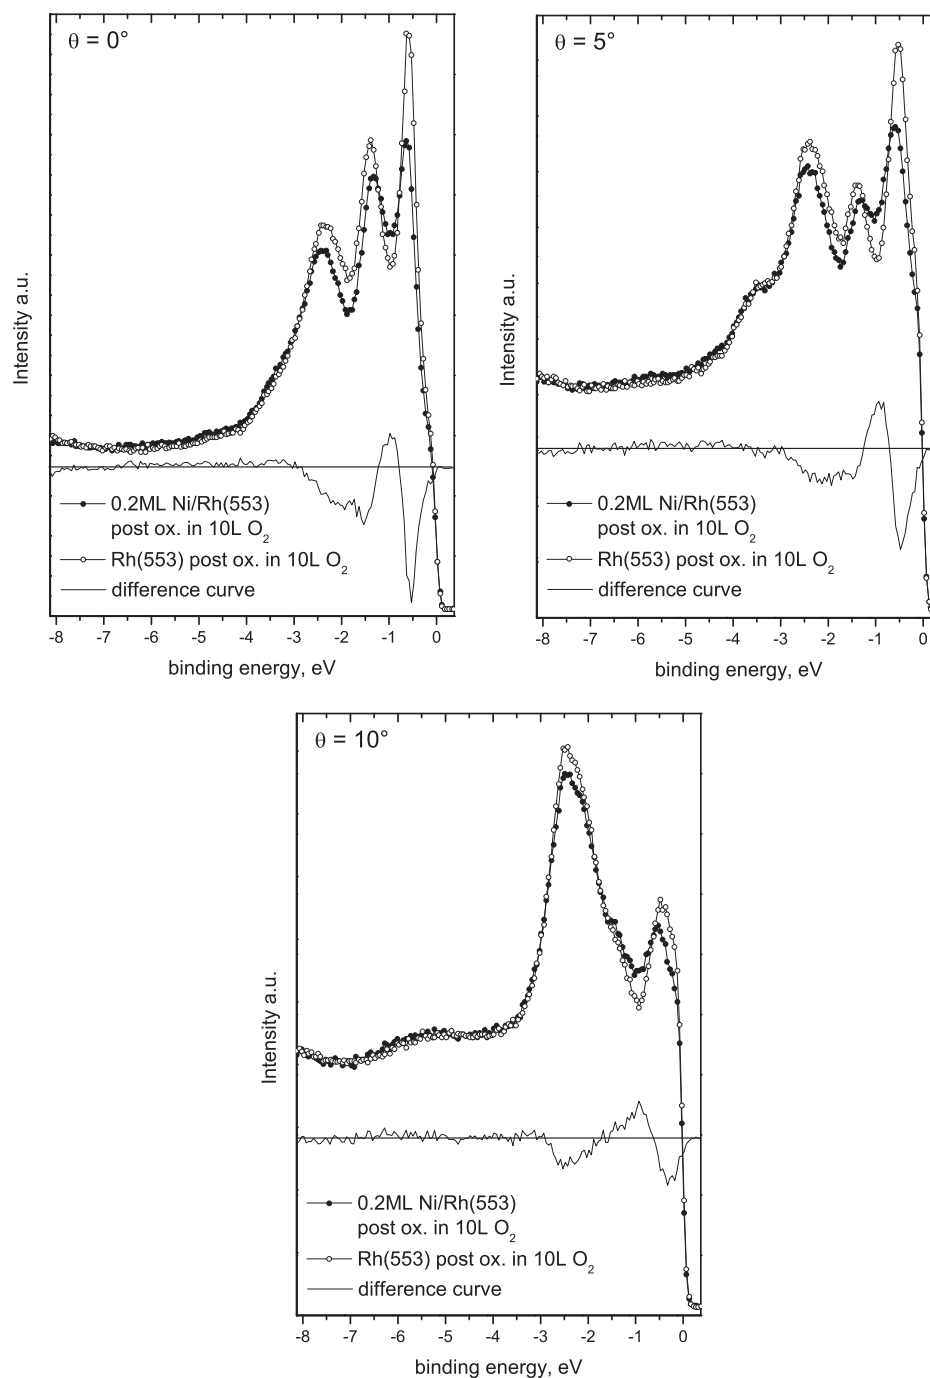 θ = 0°
Intensity a.u.
0.2ML Ni/Rh(553)
post ox. in 10L O2
Rh(553) post ox. in 10L O2
difference curve
-8 -7 -6 -5 -4 -3 -2 -1 0
binding energy, eV
θ = 5°
Intensity a.u.
0.2ML Ni/Rh(553)
post ox. in 10L O2
Rh(553) post ox. in 10L O2
difference curve
-8 -7 -6 -5 -4 -3 -2 -1 0
binding energy, eV
θ = 10°
Intensity a.u.
0.2ML Ni/Rh(553)
post ox. in 10L O2
Rh(553) post ox. in 10L O2
difference curve
-8 -7 -6 -5 -4 -3 -2 -1 0
binding energy, eV